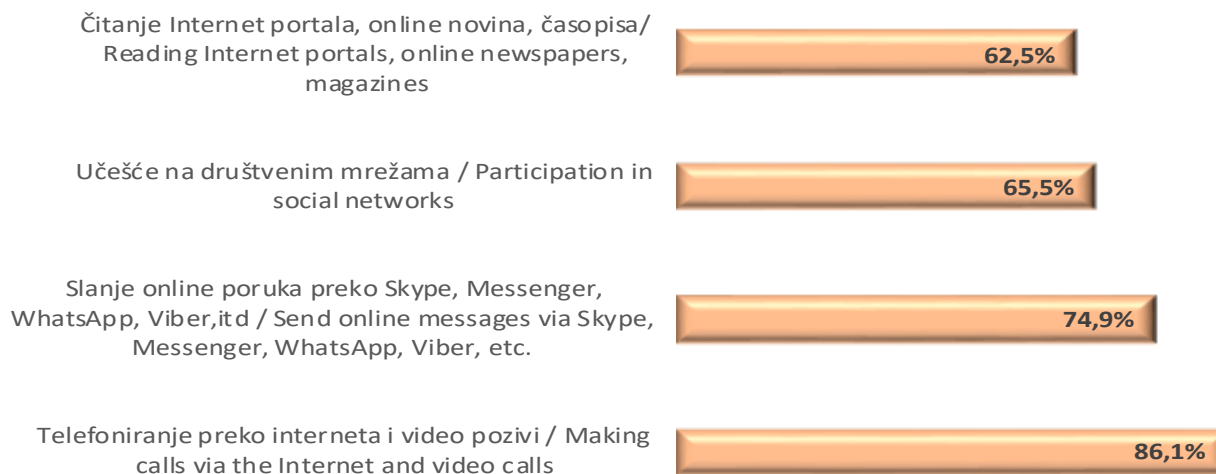 Čitanje Internet portala, online novina, časopisa/
Reading Internet portals, online newspapers,
magazines
62,5%
Učešće na društvenim mrežama / Participation in
social networks
65,5%
Slanje online poruka preko Skype, Messenger,
WhatsApp, Viber,itd / Send online messages via Skype,
Messenger, WhatsApp, Viber, etc.
74,9%
Telefoniranje preko interneta i video pozivi / Making
calls via the Internet and video calls
86,1%